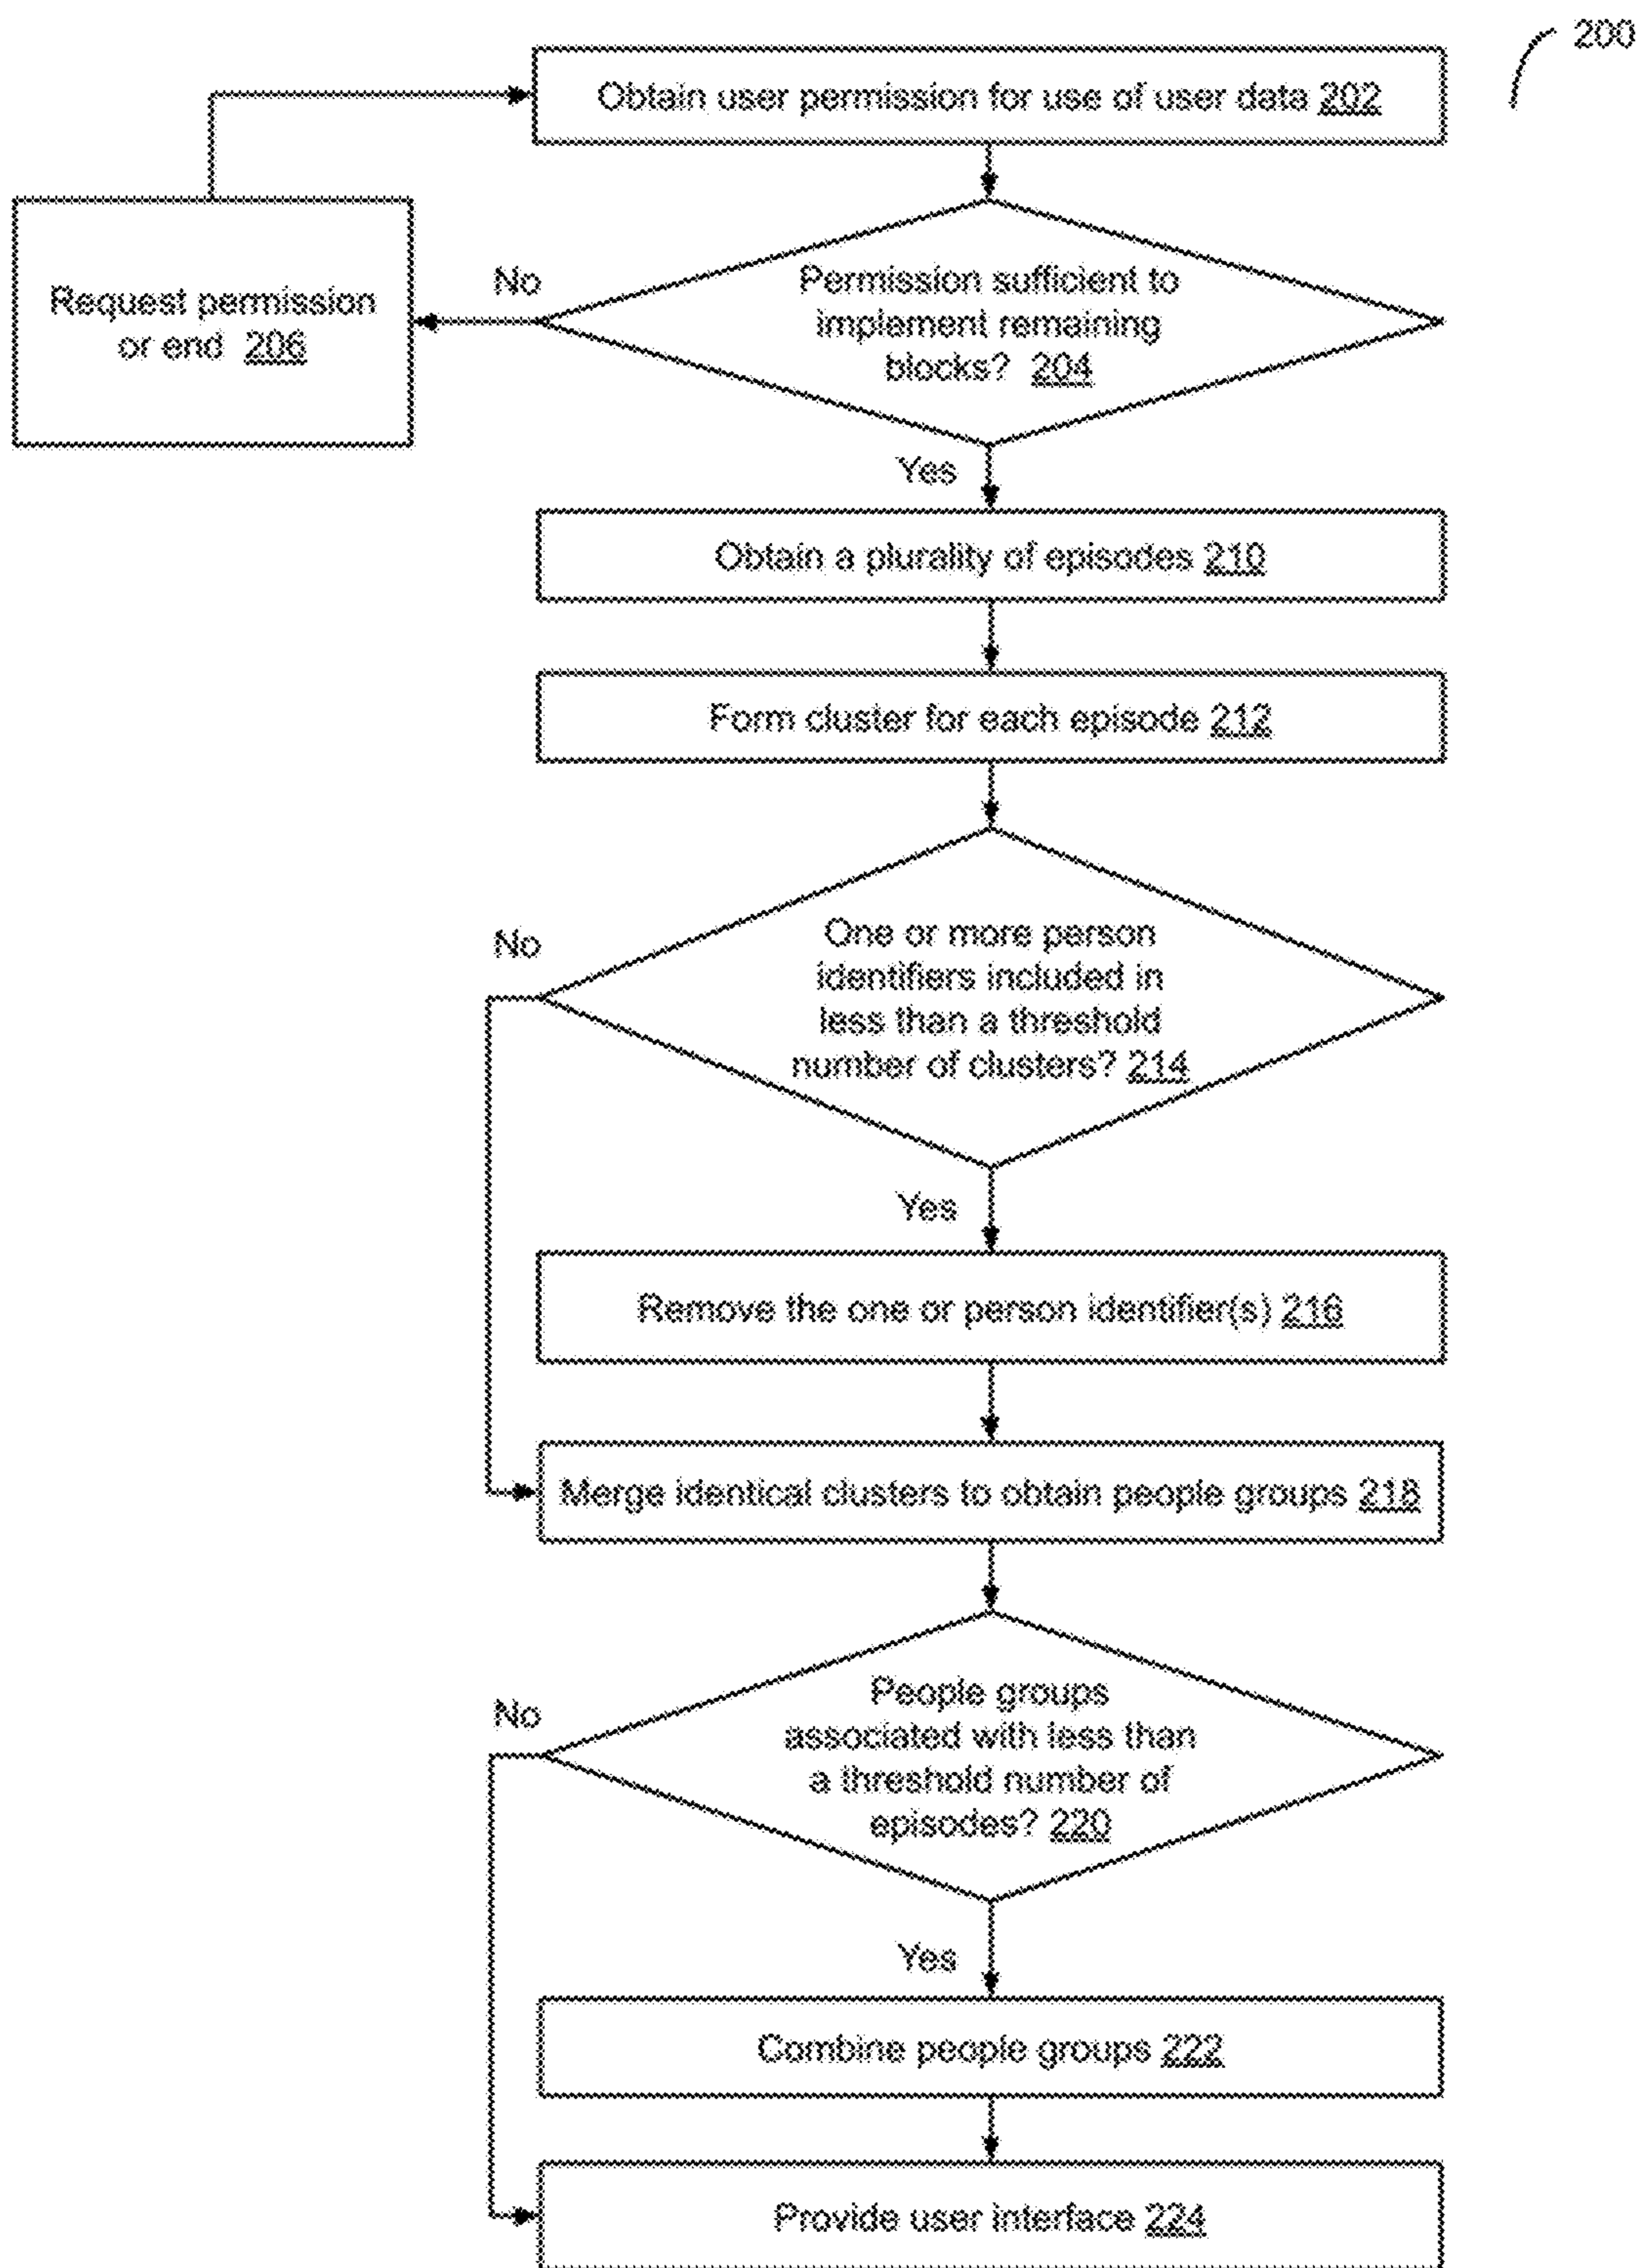 200
Obtain user permission for use of user data 202
No
Permission sufficient to
implement remaining
blocks? 204
Request permission
or end 206
Yes
Obtain a plurality of episodes 210
Form cluster for each episode 212
No
One or more person
identifiers included in
less than a threshold
number of clusters? 214
Yes
Remove the one or person identifier(s) 216
Merge identical clusters to obtain people groups 218
No
People groups
associated with less than
a threshold number of
episodes? 220
Yes
Combine people groups 222
Provide user interface 224